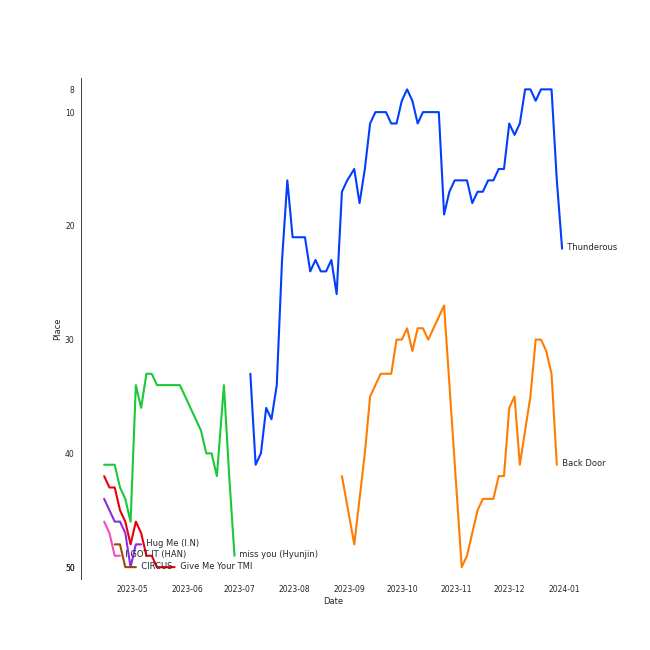 8
10
20
30
40
50
Place
Thunderous
Back Door
Hug Me (I.N)
I GOT IT (HAN)
miss you (Hyunjin)
CIRCUS
Give Me Your TMI
2023-05
2023-06
2023-07
2023-08
2023-09
2023-10
2023-11
2023-12
2024-01
Date